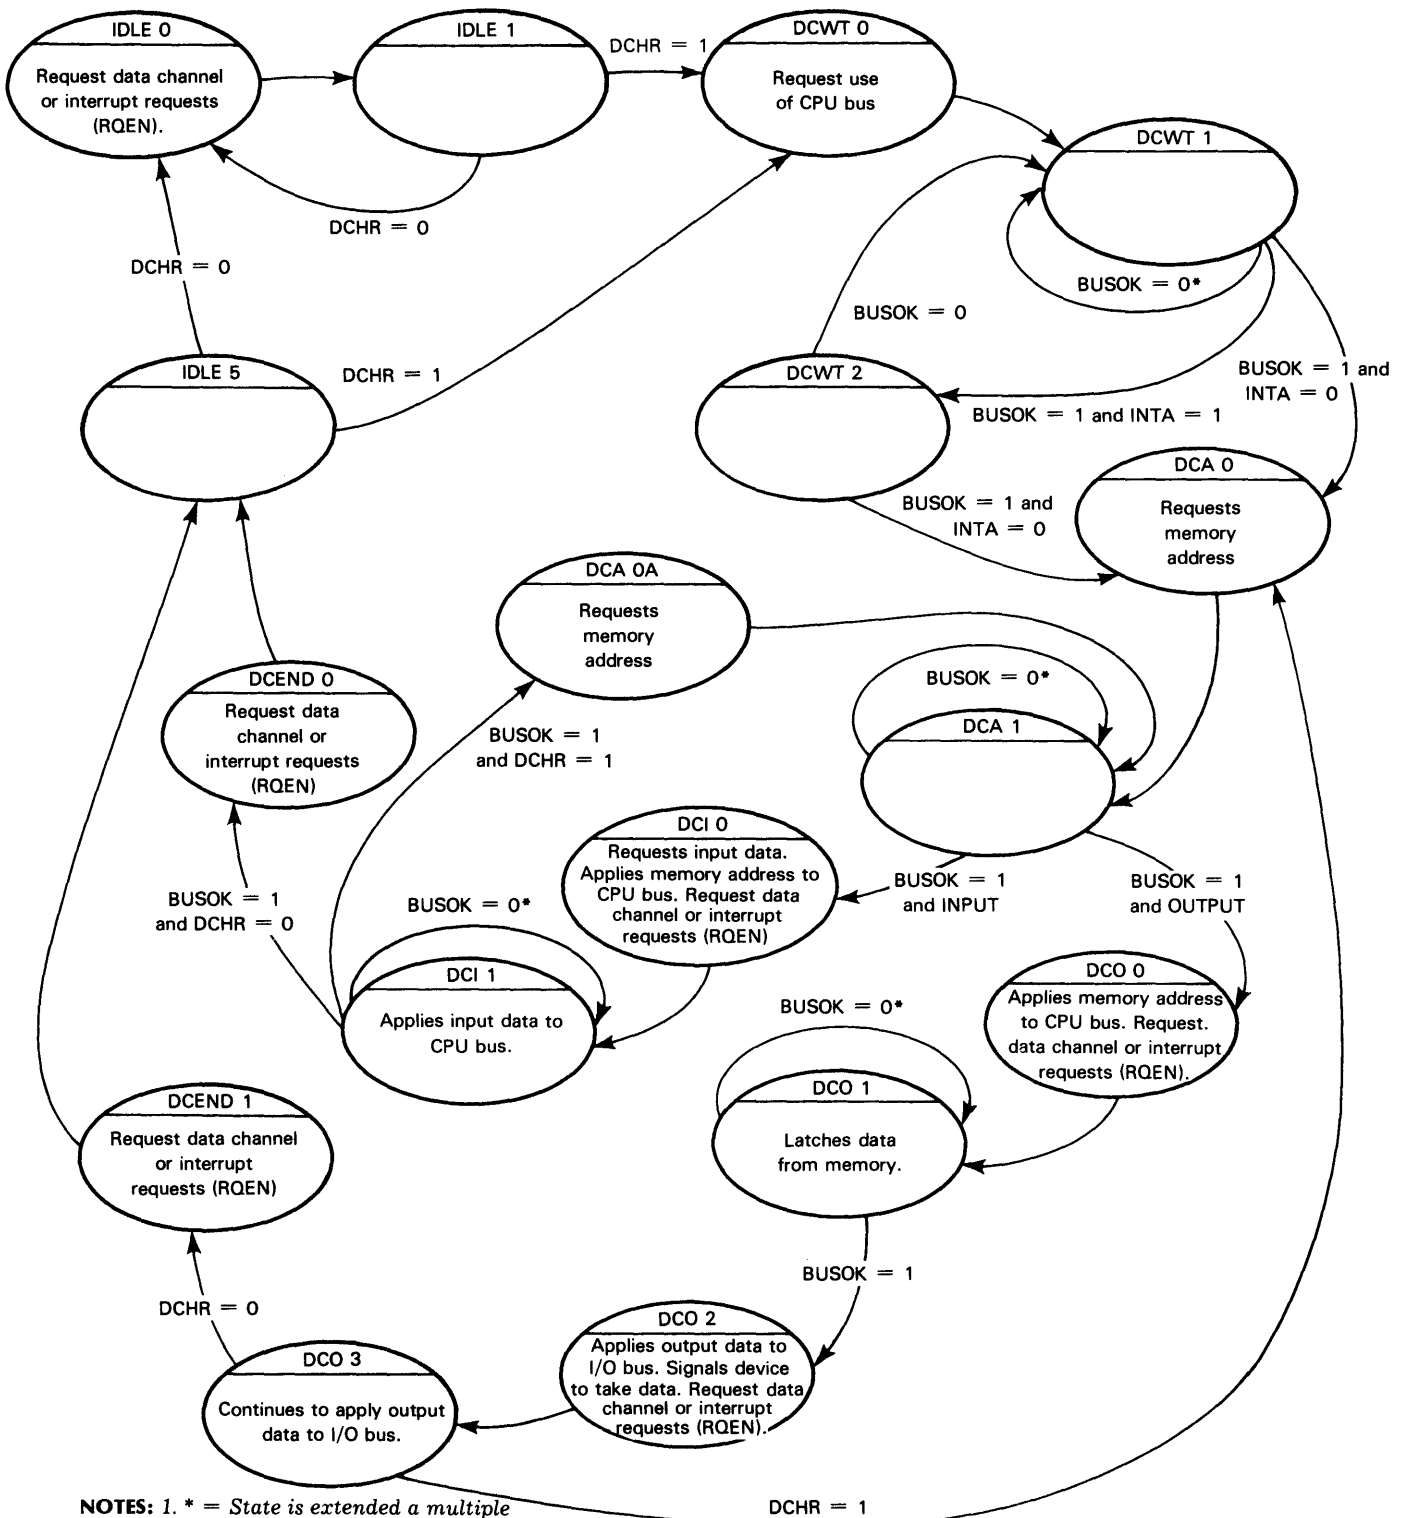 IDLE 0
Request data channel
or interrupt requests
(RQEN).
IDLE 1
DCHR = 1
DCWT 0
Request use
of CPU bus
DCWT 1
DCHR = 0
DCHR = 0
BUSOK = 0*
BUSOK = 0
IDLE 5
DCHR = 1
DCWT 2
BUSOK = 1 and
INTA = 0
BUSOK = 1 and INTA = 1
DCA 0
Requests
memory
address
BUSOK = 1 and
INTA = 0
DCA 0A
Requests
memory
address
DCEND 0
Request data
channel or
interrupt requests
(RQEN)
BUSOK = 0*
DCA 1
BUSOK = 1
and DCHR = 1
DCI 0
Requests input data.
Applies memory address to
CPU bus. Request data
channel or interrupt
requests (RQEN)
BUSOK = 1
and INPUT
BUSOK = 1
and OUTPUT
BUSOK = 1
and DCHR = 0
BUSOK = 0*
DCI 1
Applies input data to
CPU bus.
DCO 0
Applies memory address
to CPU bus. Request.
data channel or interrupt
requests (RQEN).
BUSOK = 0*
DCO 1
Latches data
from memory.
DCEND 1
Request data channel
or interrupt
requests (RQEN)
BUSOK = 1
DCHR = 0
DCO 2
Applies output data to
I/O bus. Signals device
to take data. Request data
channel or interrupt
requests (RQEN).
DCO 3
Continues to apply output
data to I/O bus.
NOTES: 1. * = State is extended a multiple
DCHR = 1